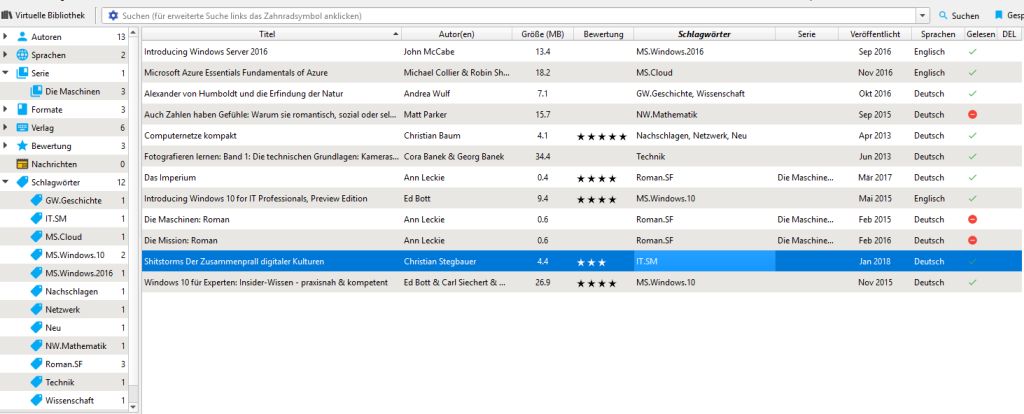 Virtuelle Bibliothek Suchen (für erweiterte Suche links das Zahnradsymbol anklicken) Suchen Gesp
Autoren 13
Sprachen 2
Serie 1
Die Maschinen 3
Formate 3
Verlag 6
Bewertung 3
Nachrichten 0
Schlagwörter 12
GW.Geschichte 1
IT.SM 1
MS.Cloud 1
MS.Windows.10 2
MS.Windows.2016 1
Nachschlagen 1
Netzwerk 1
Neu 1
NW.Mathematik 1
Roman.SF 3
Technik 1
Wissenschaft 1
Titel Autor(en) Größe (MB) Bewertung Schlagwörter Serie Veröffentlicht Sprachen Gelesen DEL
Introducing Windows Server 2016 John McCabe 13.4 MS.Windows.2016 Sep 2016 Englisch ✓
Microsoft Azure Essentials Fundamentals of Azure Michael Collier & Robin Sh... 18.2 MS.Cloud Nov 2016 Englisch ✓
Alexander von Humboldt und die Erfindung der Natur Andrea Wulf 7.1 GW.Geschichte, Wissenschaft Okt 2016 Deutsch ✓
Auch Zahlen haben Gefühle: Warum sie romantisch, sozial oder sel... Matt Parker 15.7 NW.Mathematik Sep 2015 Deutsch
Computernetze kompakt Christian Baum 4.1 ★★★★★ Nachschlagen, Netzwerk, Neu Apr 2013 Deutsch ✓
Fotografieren lernen: Band 1: Die technischen Grundlagen: Kameras... Cora Banek & Georg Banek 34.4 Technik Jun 2013 Deutsch ✓
Das Imperium Ann Leckie 0.4 ★★★★ Roman.SF Die Maschine... Mär 2017 Deutsch ✓
Introducing Windows 10 for IT Professionals, Preview Edition Ed Bott 9.4 ★★★★ MS.Windows.10 Mai 2015 Englisch ✓
Die Maschinen: Roman Ann Leckie 0.6 Roman.SF Die Maschine... Feb 2015 Deutsch
Die Mission: Roman Ann Leckie 0.6 Roman.SF Die Maschine... Feb 2016 Deutsch
Shitstorms Der Zusammenprall digitaler Kulturen Christian Stegbauer 4.4 ★★★ IT.SM Jan 2018 Deutsch ✓
Windows 10 für Experten: Insider-Wissen - praxisnah & kompetent Ed Bott & Carl Siechert & ... 26.9 ★★★★ MS.Windows.10 Nov 2015 Deutsch ✓